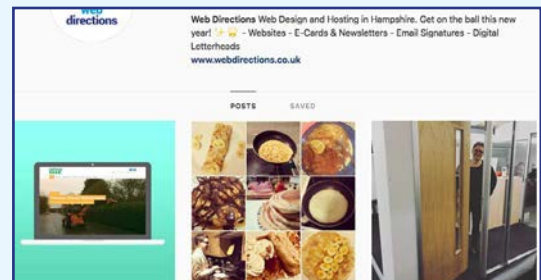 web
directions
Web Directions Web Design and Hosting in Hampshire. Get on the ball this new
year! ✨ - Websites - E-Cards & Newsletters - Email Signatures - Digital
Letterheads
www.webdirections.co.uk
POSTS SAVED